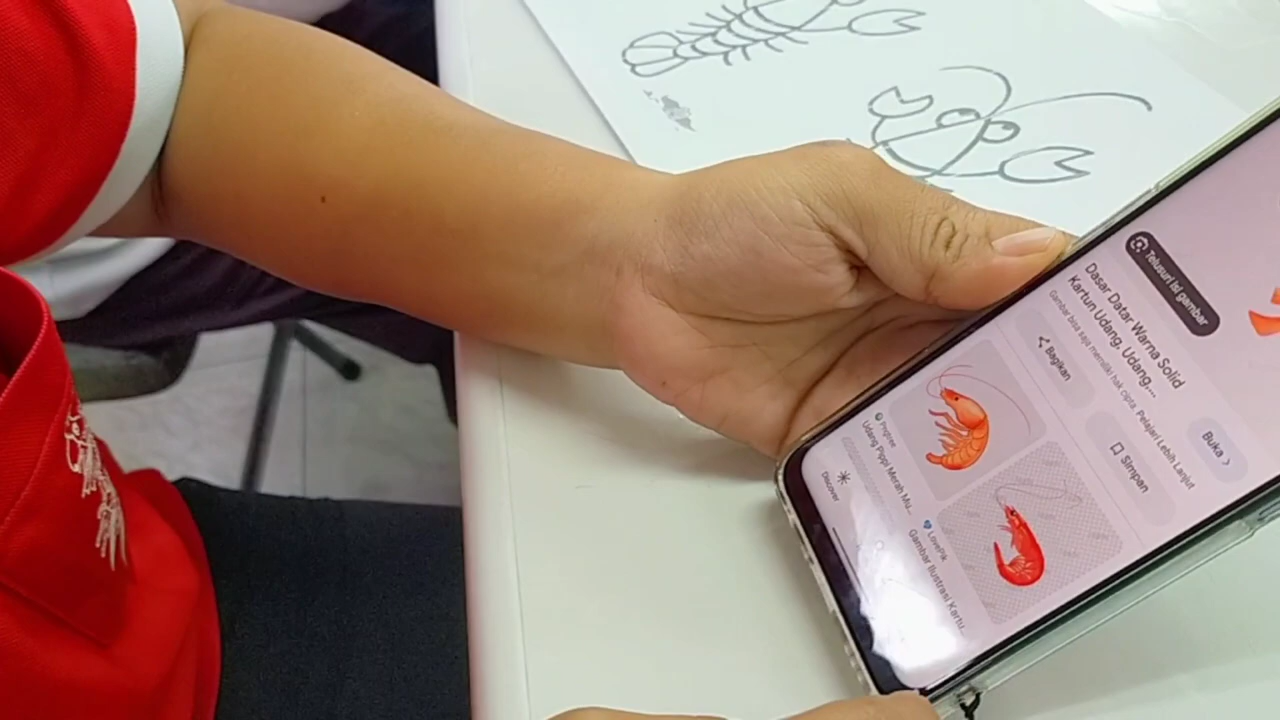 Telusuri isi gambar
Dasar Datar Warna Solid
Kartun Udang, Udang,...
Gambar bisa saja memiliki hak cipta. Pelajari Lebih Lanjut
Buka >
Bagikan
Simpan
Pngtree
Udang Pippi Merah Mu...
LovePik
Gambar Ilustrasi Kartu...
Discover